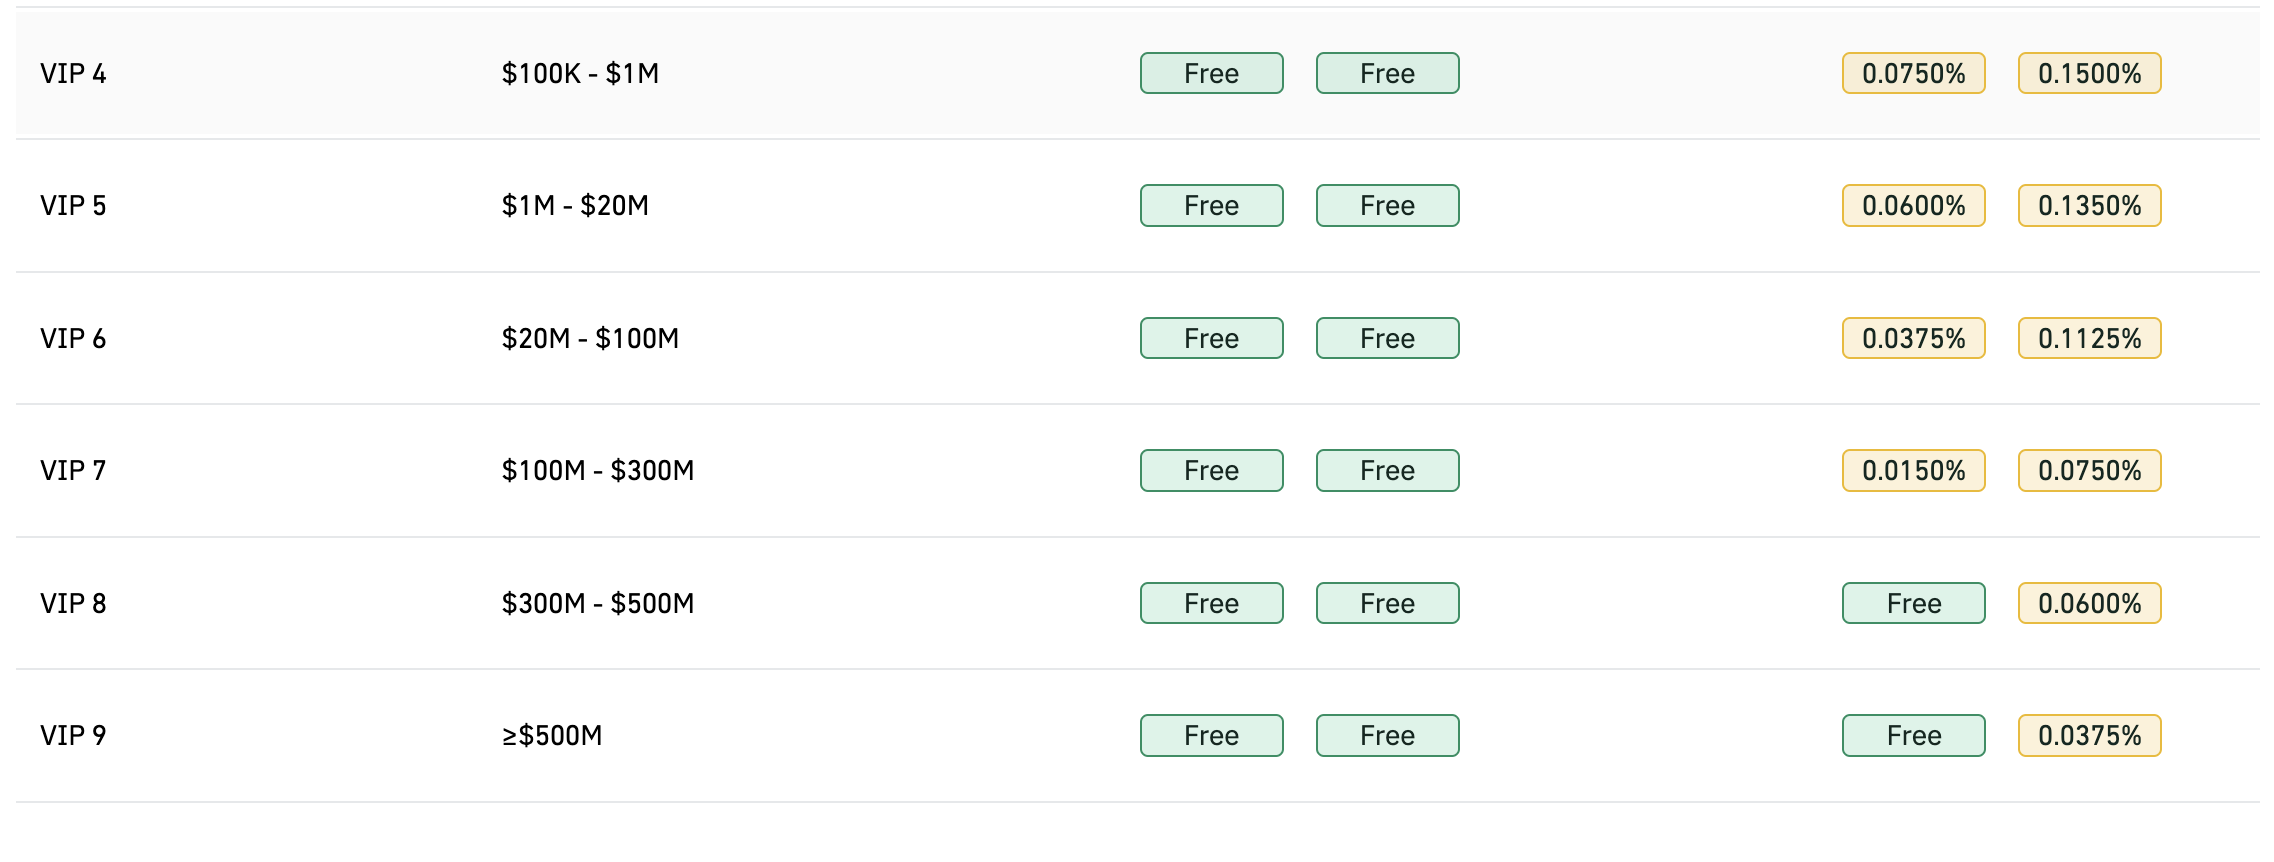 VIP 4 $100K - $1M Free Free 0.0750% 0.1500%
VIP 5 $1M - $20M Free Free 0.0600% 0.1350%
VIP 6 $20M - $100M Free Free 0.0375% 0.1125%
VIP 7 $100M - $300M Free Free 0.0150% 0.0750%
VIP 8 $300M - $500M Free Free Free 0.0600%
VIP 9 ≥$500M Free Free Free 0.0375%